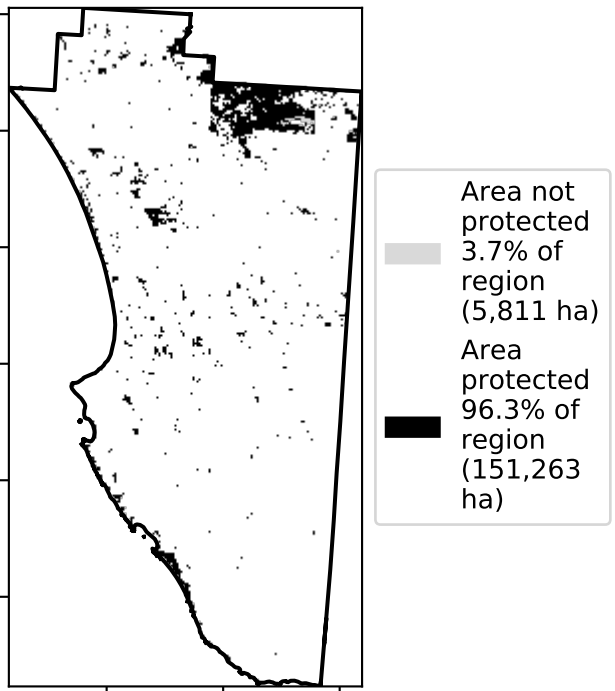 Area not
protected
3.7% of
region
(5,811 ha)
Area
protected
96.3% of
region
(151,263
ha)